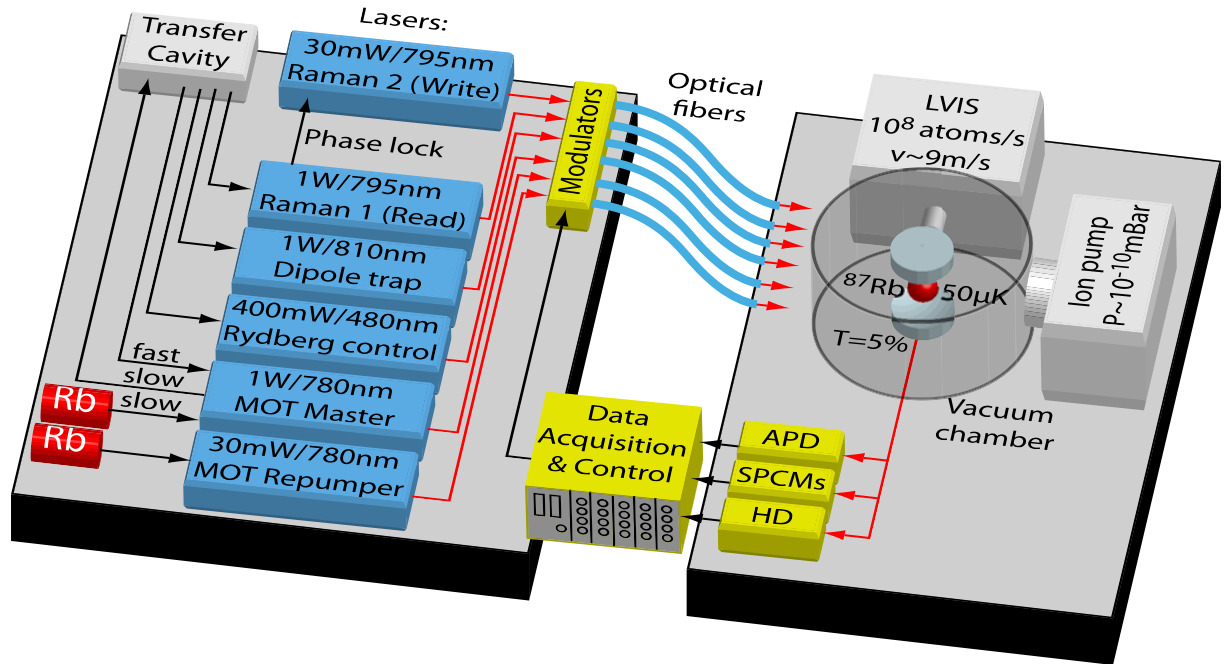 Lasers:
Transfer
Cavity
30mW/795nm
Raman 2 (Write)
Phase lock
1W/795nm
Raman 1 (Read)
1W/810nm
Dipole trap
400mW/480nm
Rydberg control
fast
slow
slow
1W/780nm
MOT Master
Rb
Rb
30mW/780nm
MOT Repumper
Modulators
Optical
fibers
LVIS
10⁸ atoms/s
v~9m/s
Ion pump
P~10⁻¹⁰mBar
⁸⁷Rb
50µK
T=5%
Vacuum
chamber
Data
Acquisition
& Control
APD
SPCMs
HD